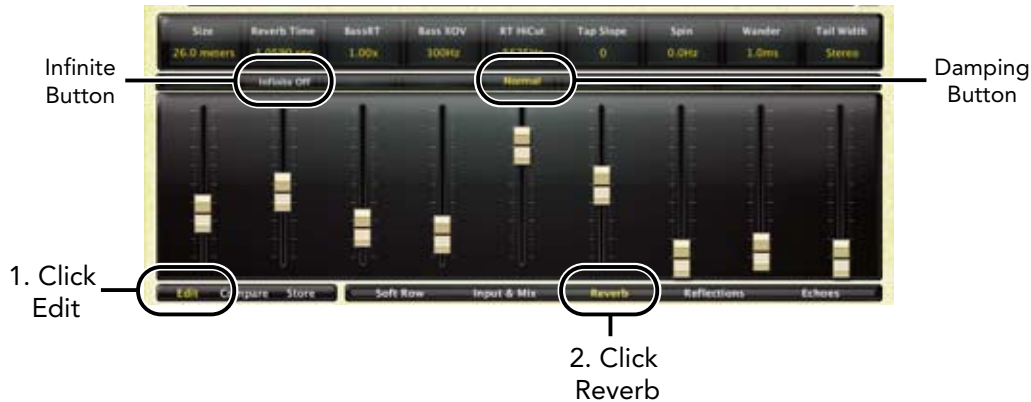 Size Reverb Time BassRT Bass XOV RT HiCut Tap Slope Spin Wander Tail Width
26.0 meters 1.00x 300Hz 0 0.0Hz 1.0ms Stereo
Infinite Button
Infinite Off Normal
Damping Button
1. Click Edit
Edit Compare Store Soft Row Input & Mix Reverb Reflections Echoes
2. Click
Reverb